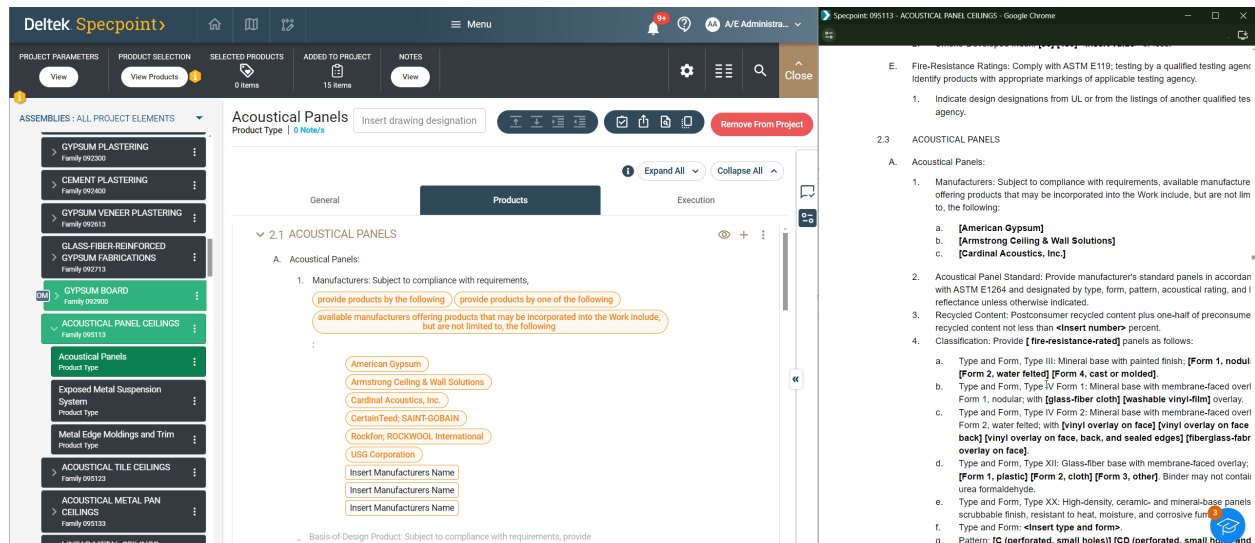 Deltek Specpoint
Menu
9+
AA A/E Administra...
PROJECT PARAMETERS
View
PRODUCT SELECTION
View Products
SELECTED PRODUCTS
0 items
ADDED TO PROJECT
15 items
NOTES
View
Close
ASSEMBLIES : ALL PROJECT ELEMENTS
GYPSUM PLASTERING
Family 092300
CEMENT PLASTERING
Family 092400
GYPSUM VENEER PLASTERING
Family 092613
GLASS-FIBER-REINFORCED
GYPSUM FABRICATIONS
Family 092713
OM
GYPSUM BOARD
Family 092900
ACOUSTICAL PANEL CEILINGS
Family 095113
Acoustical Panels
Product Type
Exposed Metal Suspension
System
Product Type
Metal Edge Moldings and Trim
Product Type
ACOUSTICAL TILE CEILINGS
Family 095123
ACOUSTICAL METAL PAN
CEILINGS
Family 095133
LINEAR METAL CEILINGS
Acoustical Panels
Product Type | 0 Note/s
Insert drawing designation
Remove From Project
Expand All
Collapse All
General
Products
Execution
2.1 ACOUSTICAL PANELS
A. Acoustical Panels:
1. Manufacturers: Subject to compliance with requirements,
provide products by the following
provide products by one of the following
available manufacturers offering products that may be incorporated into the Work include,
but are not limited to, the following
:
American Gypsum
Armstrong Ceiling & Wall Solutions
Cardinal Acoustics, Inc.
CertainTeed; SAINT-GOBAIN
Rockfon; ROCKWOOL International
USG Corporation
Insert Manufacturers Name
Insert Manufacturers Name
Insert Manufacturers Name
Basis-of-Design Product: Subject to compliance with requirements, provide
Specpoint: 095113 - ACOUSTICAL PANEL CEILINGS - Google Chrome
E. Fire-Resistance Ratings: Comply with ASTM E119; testing by a qualified testing agenc
Identify products with appropriate markings of applicable testing agency.
1. Indicate design designations from UL or from the listings of another qualified tes
agency.
2.3 ACOUSTICAL PANELS
A. Acoustical Panels:
1. Manufacturers: Subject to compliance with requirements, available manufacture
offering products that may be incorporated into the Work include, but are not lim
to, the following:
a. [American Gypsum]
b. [Armstrong Ceiling & Wall Solutions]
c. [Cardinal Acoustics, Inc.]
2. Acoustical Panel Standard: Provide manufacturer's standard panels in accordan
with ASTM E1264 and designated by type, form, pattern, acoustical rating, and l
reflectance unless otherwise indicated.
3. Recycled Content: Postconsumer recycled content plus one-half of preconsume
recycled content not less than <Insert number> percent.
4. Classification: Provide [ fire-resistance-rated] panels as follows:
a. Type and Form, Type III: Mineral base with painted finish; [Form 1, nodul
[Form 2, water felted] [Form 4, cast or molded].
b. Type and Form, Type IV Form 1: Mineral base with membrane-faced overl
Form 1, nodular; with [glass-fiber cloth] [washable vinyl-film] overlay.
c. Type and Form, Type IV Form 2: Mineral base with membrane-faced overl
Form 2, water felted; with [vinyl overlay on face] [vinyl overlay on face
back] [vinyl overlay on face, back, and sealed edges] [fiberglass-fabr
overlay on face].
d. Type and Form, Type XII: Glass-fiber base with membrane-faced overlay;
[Form 1, plastic] [Form 2, cloth] [Form 3, other]. Binder may not contai
urea formaldehyde.
e. Type and Form, Type XX: High-density, ceramic- and mineral-base panels
scrubbable finish, resistant to heat, moisture, and corrosive fum
f. Type and Form: <Insert type and form>.
g. Pattern: [C (perforated, small holes)] [CD (perforated, small holes and
3